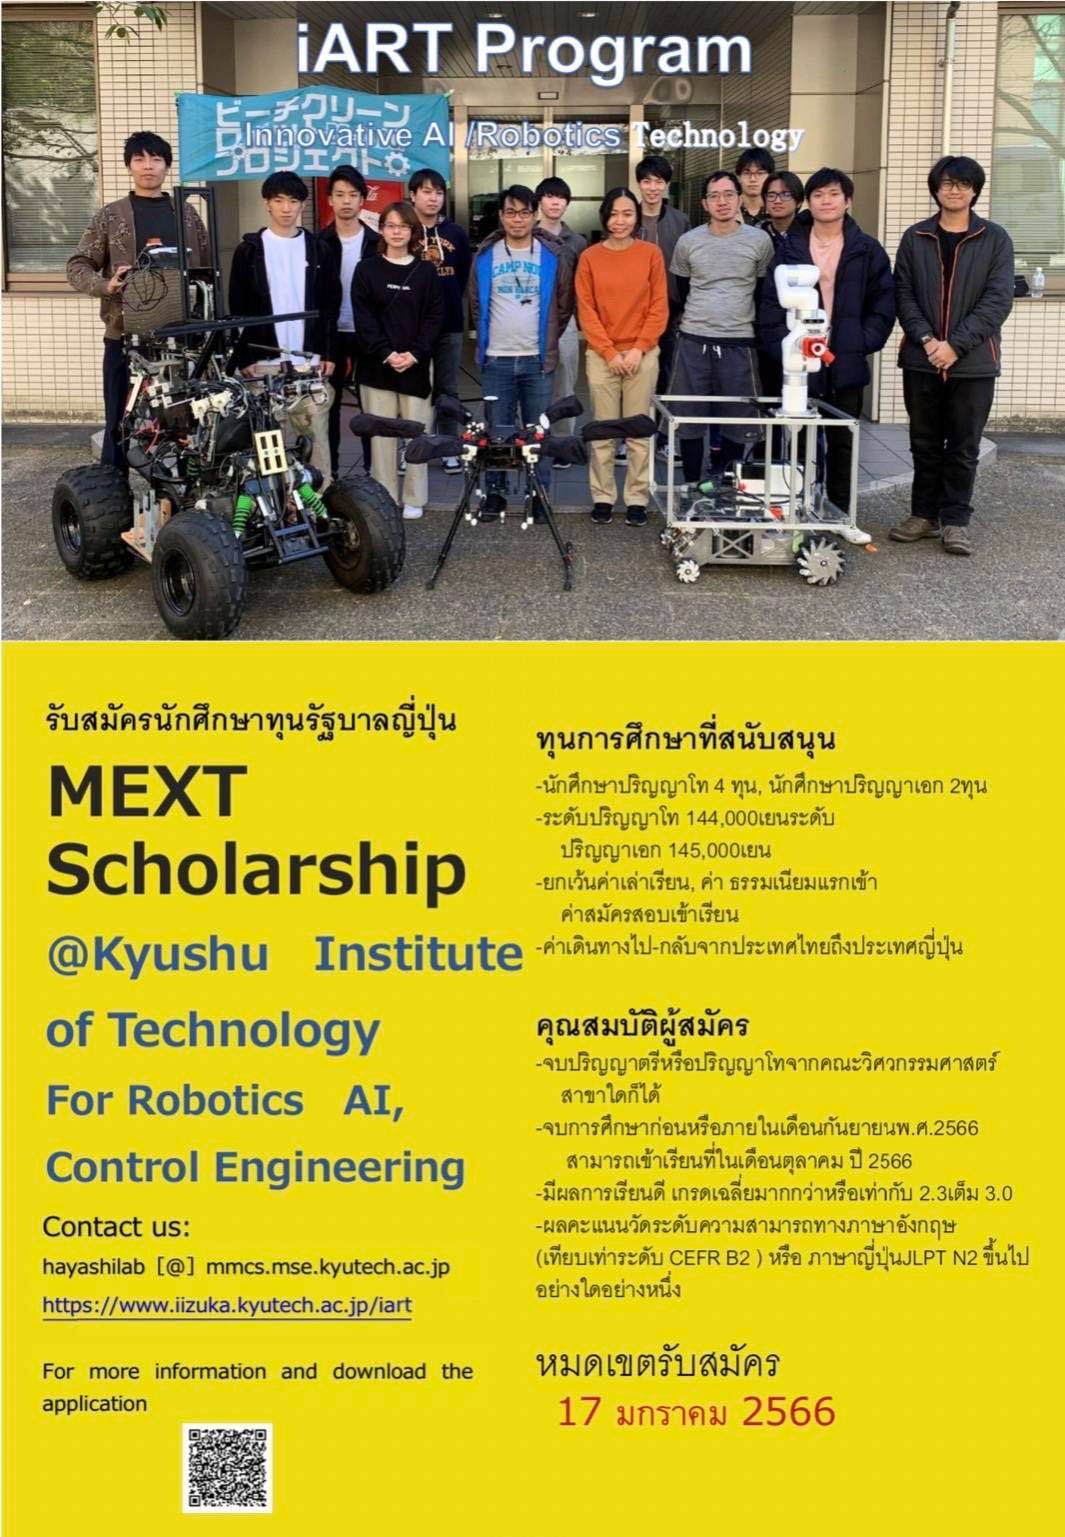 iART Program
ビーチクリーン
Innovative AI /Robotics Technology
プロジェクト
รับสมัครนักศึกษาทุนรัฐบาลญี่ปุ่น
MEXT
Scholarship
@Kyushu Institute
of Technology
For Robotics AI,
Control Engineering
Contact us:
hayashilab [@] mmcs.mse.kyutech.ac.jp
https://www.iizuka.kyutech.ac.jp/iart
For more information and download the
application
ทุนการศึกษาที่สนับสนุน
-นักศึกษาปริญญาโท 4 ทุน, นักศึกษาปริญญาเอก 2ทุน
-ระดับปริญญาโท 144,000เยนระดับ
ปริญญาเอก 145,000เยน
-ยกเว้นค่าเล่าเรียน, ค่า ธรรมเนียมแรกเข้า
ค่าสมัครสอบเข้าเรียน
-ค่าเดินทางไป-กลับจากประเทศไทยถึงประเทศญี่ปุ่น
คุณสมบัติผู้สมัคร
-จบปริญญาตรีหรือปริญญาโทจากคณะวิศวกรรมศาสตร์
สาขาใดก็ได้
-จบการศึกษาก่อนหรือภายในเดือนกันยายนพ.ศ.2566
สามารถเข้าเรียนที่ในเดือนตุลาคม ปี 2566
-มีผลการเรียนดี เกรดเฉลี่ยมากกว่าหรือเท่ากับ 2.3เต็ม 3.0
-ผลคะแนนวัดระดับความสามารถทางภาษาอังกฤษ
(เทียบเท่าระดับ CEFR B2 ) หรือ ภาษาญี่ปุ่นJLPT N2 ขึ้นไป
อย่างใดอย่างหนึ่ง
หมดเขตรับสมัคร
17 มกราคม 2566